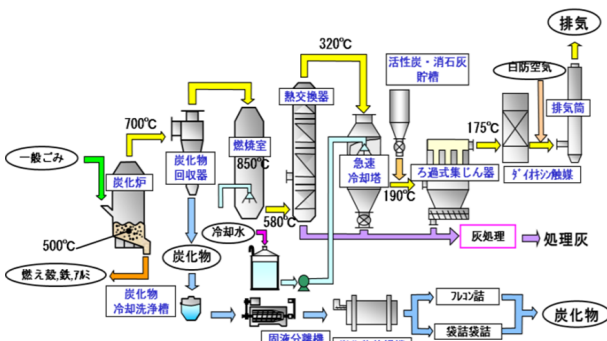 排気
320℃
活性炭・消石灰
貯槽
白防空気
熱交換器
排気筒
700℃
燃焼室
850℃
175℃
一般ごみ
炭化物
回収器
急速
冷却塔
ろ過式集じん器
ﾀﾞｲｵｷｼﾝ触媒
炭化炉
190℃
580℃
冷却水
500℃
炭化物
灰処理
処理灰
燃え殻,鉄,ｱﾙﾐ
炭化物
冷却洗浄槽
ﾌﾚｺﾝ詰
炭化物
袋詰袋詰
固液分離機